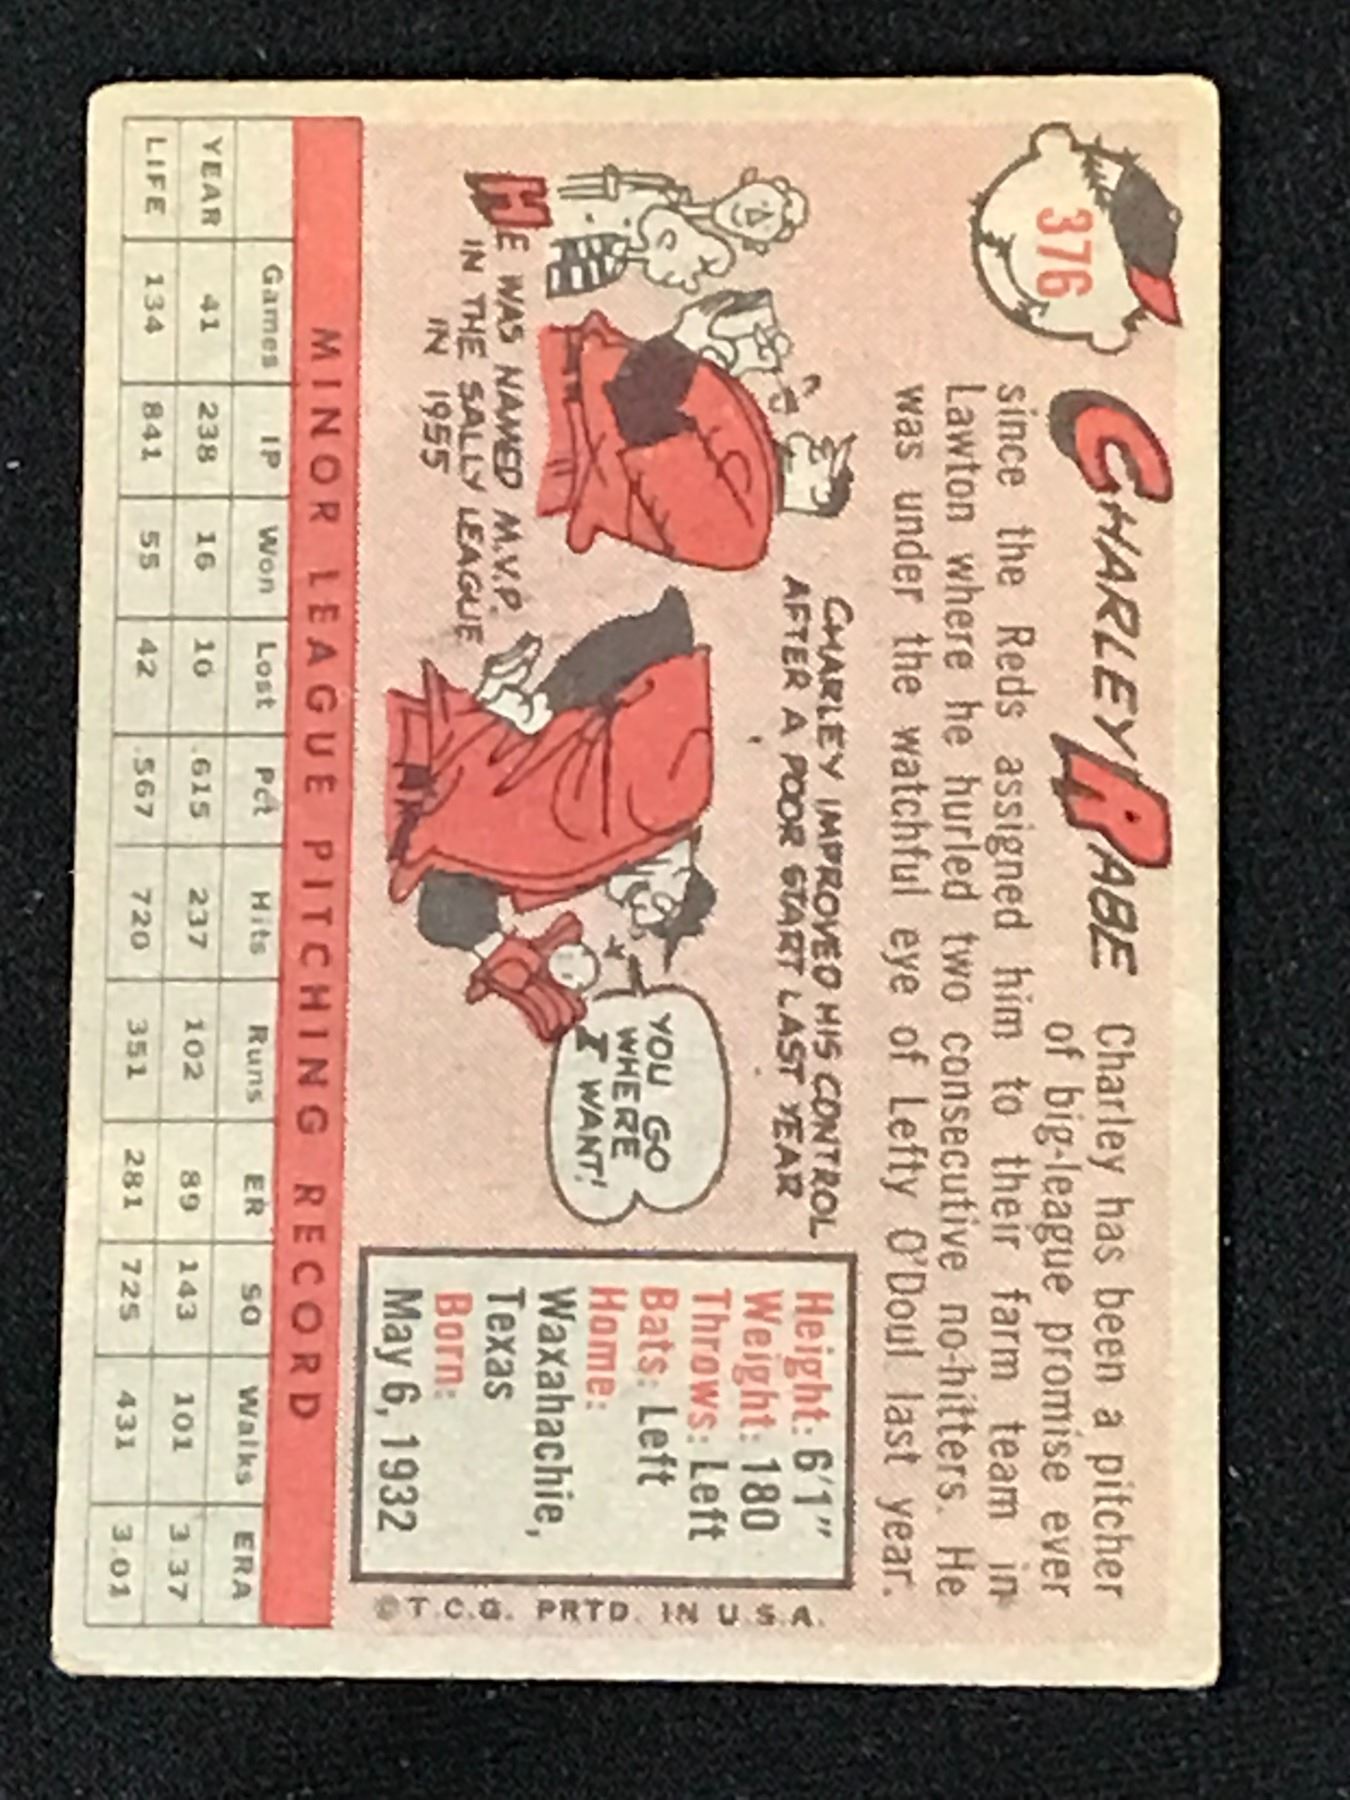 376
CHARLEY RABE
Charley has been a pitcher
of big-league promise ever
since the Reds assigned him to their farm team in
Lawton where he hurled two consecutive no-hitters. He
was under the watchful eye of Lefty O'Doul last year.
CHARLEY IMPROVED HIS CONTROL
AFTER A POOR START LAST YEAR
HE WAS NAMED M.V.P.
IN THE SALLY LEAGUE
IN 1955
YOU GO
WHERE
I WANT!
Height: 6'1"
Weight: 180
Throws: Left
Bats: Left
Home:
Waxahachie,
Texas
Born:
May 6, 1932
©T.C.G. PRTD. IN U.S.A.
MINOR LEAGUE PITCHING RECORD
Games IP Won Lost Pct Hits Runs ER SO Walks ERA
YEAR 41 238 16 10 .615 237 102 89 143 101 3.37
LIFE 134 841 55 42 .567 720 351 281 725 431 3.01